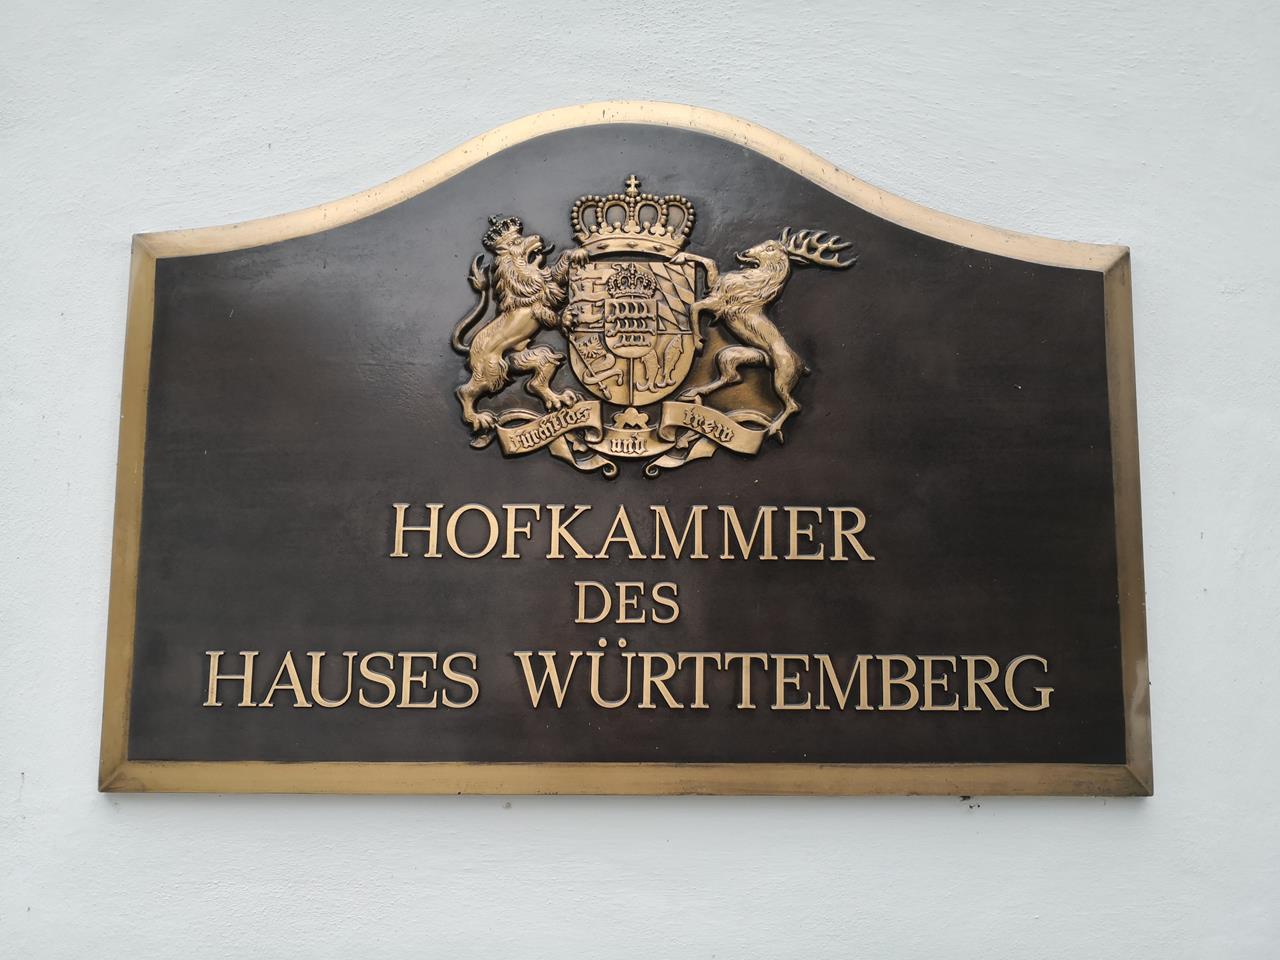 furchtlos und trew
HOFKAMMER
DES
HAUSES WÜRTTEMBERG